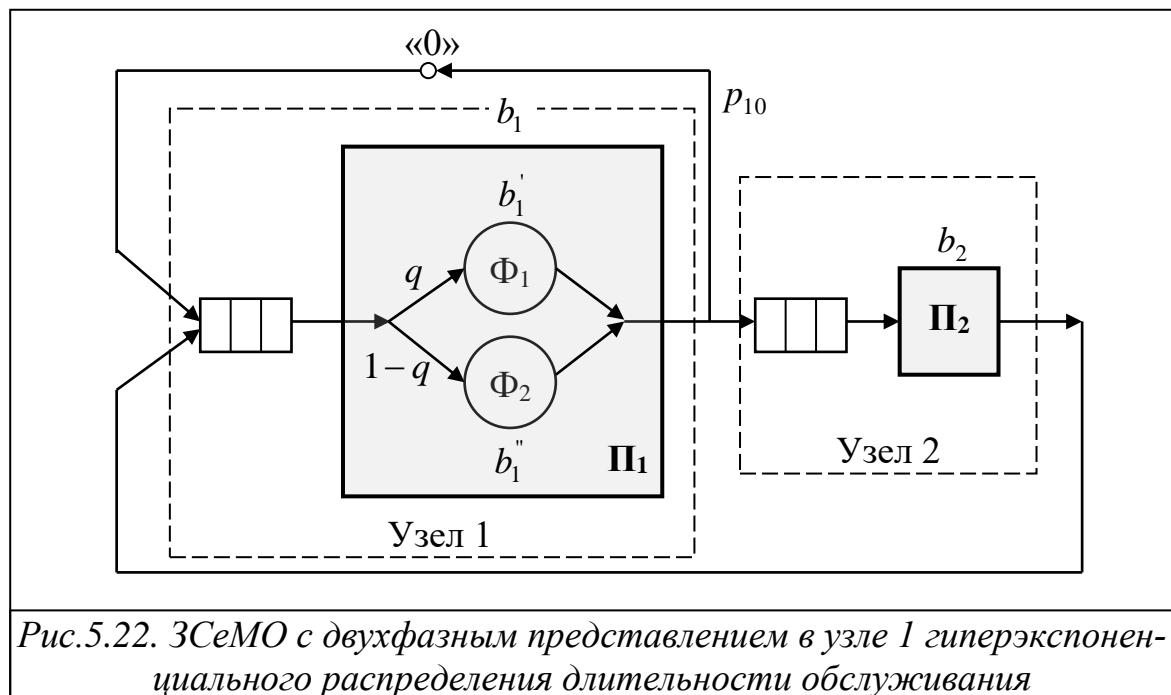 «0»
p₁₀
b₁
b₁'
q
Φ₁
1 − q
Φ₂
b₁"
П₁
Узел 1
b₂
П₂
Узел 2
Рис.5.22. ЗСеМО с двухфазным представлением в узле 1 гиперэкспонен-
циального распределения длительности обслуживания